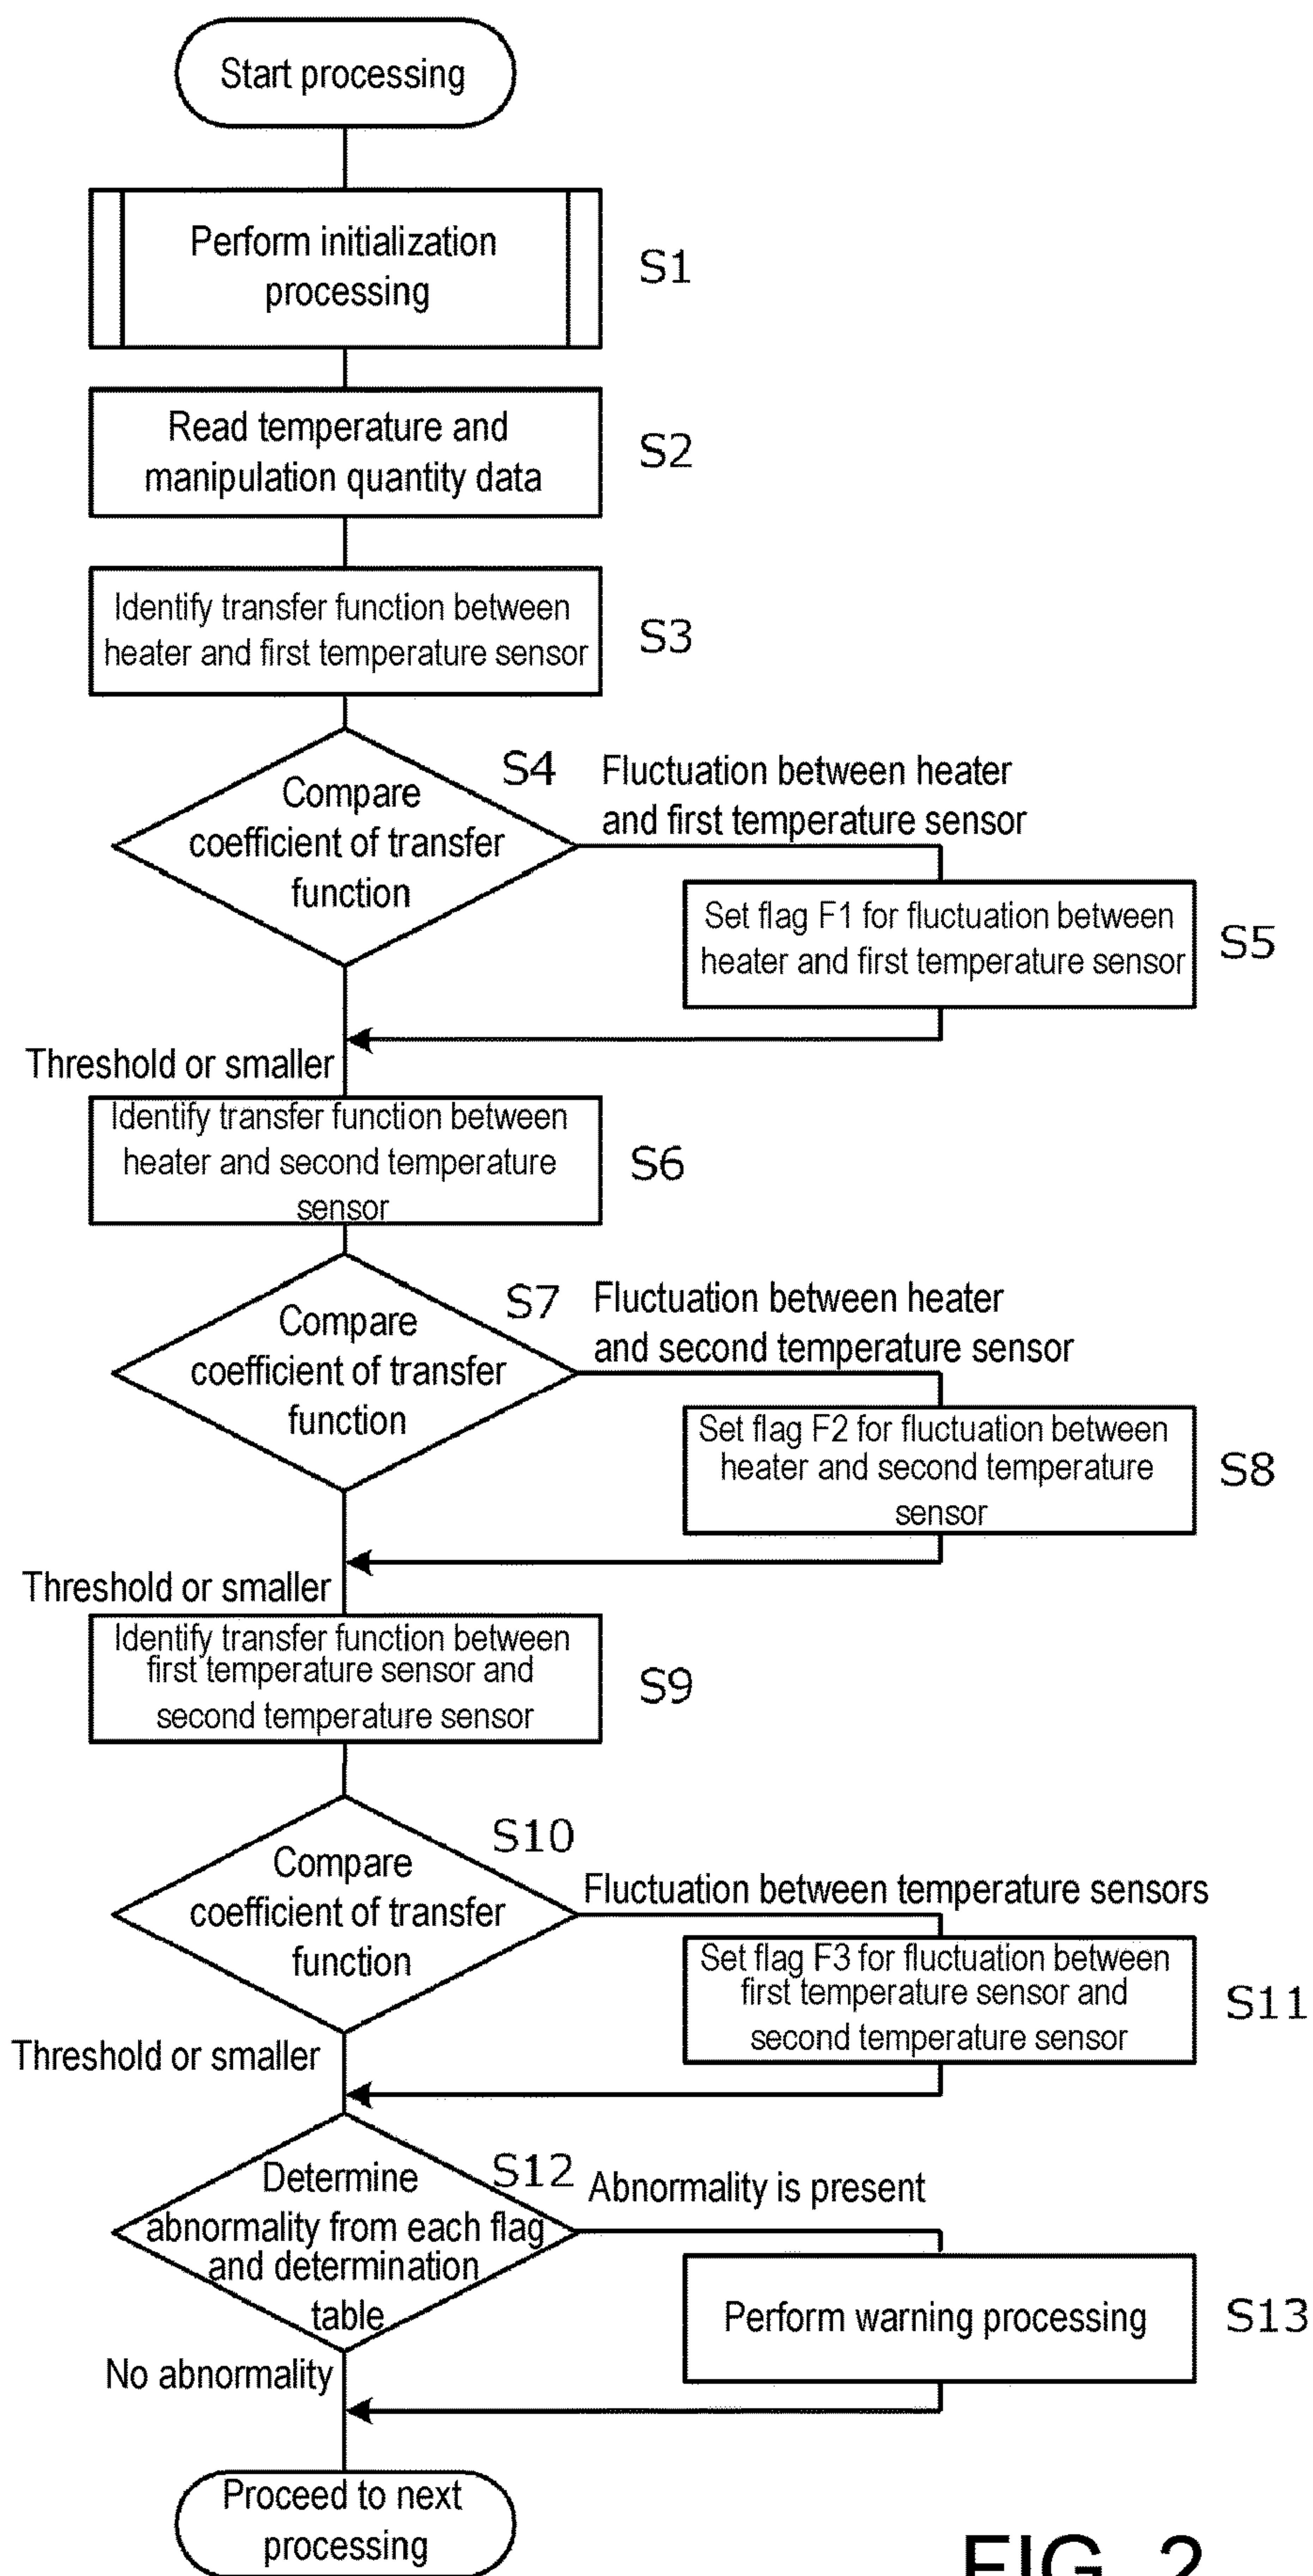 Start processing
Perform initialization
processing
S1
Read temperature and
manipulation quantity data
S2
Identify transfer function between
heater and first temperature sensor
S3
Compare
coefficient of transfer
function
S4
Fluctuation between heater
and first temperature sensor
Set flag F1 for fluctuation between
heater and first temperature sensor
S5
Threshold or smaller
Identify transfer function between
heater and second temperature
sensor
S6
Compare
coefficient of transfer
function
S7
Fluctuation between heater
and second temperature sensor
Set flag F2 for fluctuation between
heater and second temperature
sensor
S8
Threshold or smaller
Identify transfer function between
first temperature sensor and
second temperature sensor
S9
Compare
coefficient of transfer
function
S10
Fluctuation between temperature sensors
Set flag F3 for fluctuation between
first temperature sensor and
second temperature sensor
S11
Threshold or smaller
Determine
abnormality from each flag
and determination
table
S12
Abnormality is present
Perform warning processing
S13
No abnormality
Proceed to next
processing
FIG. 2